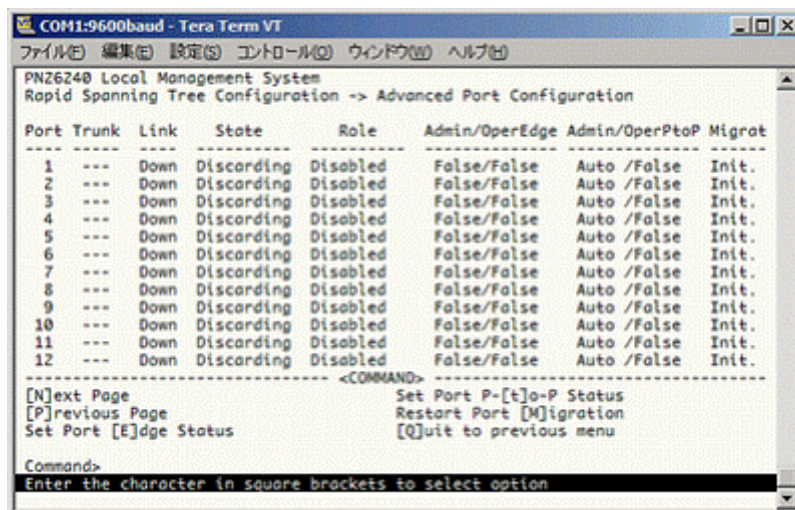 COM1:9600baud - Tera Term VT
ファイル(F) 編集(E) 設定(S) コントロール(O) ウィンドウ(W) ヘルプ(H)
PN26240 Local Management System
Rapid Spanning Tree Configuration -> Advanced Port Configuration
Port Trunk Link State Role Admin/OperEdge Admin/OperPtoP Migrat
---- ----- ---- ---------- ---------- -------------- -------------- ------
1 --- Down Discarding Disabled False/False Auto /False Init.
2 --- Down Discarding Disabled False/False Auto /False Init.
3 --- Down Discarding Disabled False/False Auto /False Init.
4 --- Down Discarding Disabled False/False Auto /False Init.
5 --- Down Discarding Disabled False/False Auto /False Init.
6 --- Down Discarding Disabled False/False Auto /False Init.
7 --- Down Discarding Disabled False/False Auto /False Init.
8 --- Down Discarding Disabled False/False Auto /False Init.
9 --- Down Discarding Disabled False/False Auto /False Init.
10 --- Down Discarding Disabled False/False Auto /False Init.
11 --- Down Discarding Disabled False/False Auto /False Init.
12 --- Down Discarding Disabled False/False Auto /False Init.
-------------------------------- <COMMAND> -----------------------------------
[N]ext Page Set Port P-[t]o-P Status
[P]revious Page Restart Port [M]igration
Set Port [E]dge Status [Q]uit to previous menu
Command>
Enter the character in square brackets to select option